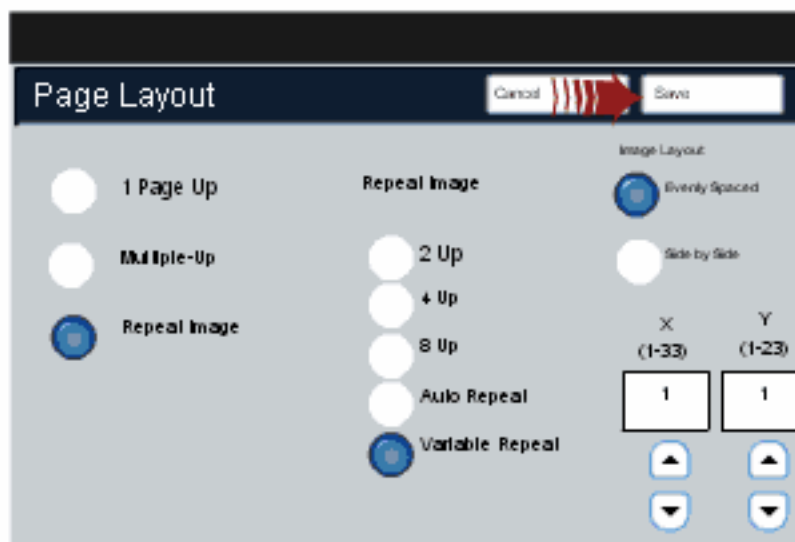 Page Layout
Cancel
Save
1 Page Up
Multiple-Up
Repeat Image
Repeat Image
2 Up
4 Up
8 Up
Auto Repeat
Variable Repeat
Image Layout:
Evenly Spaced
Side by Side
X
(1-33)
1
Y
(1-23)
1